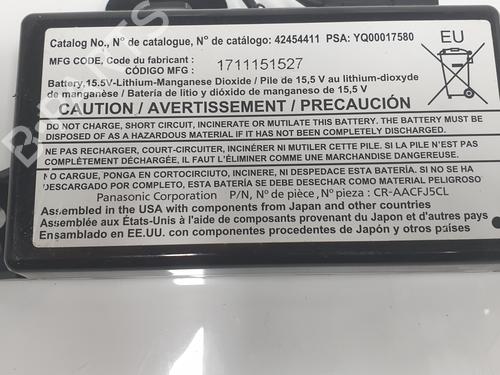 Catalog No., N° de catalogue, N° de catálogo: 42454411 PSA: YQ00017580
MFG CODE, Code du fabricant :
CÓDIGO MFG :
1711151527
EU
Battery,15.5V-Lithium-Manganese Dioxide / Pile de 15,5 V au lithium-dioxyde
de manganèse / Batería de litio y dióxido de manganeso de 15,5 V
CAUTION / AVERTISSEMENT / PRECAUCIÓN
DO NOT CHARGE, SHORT CIRCUIT, INCINERATE OR MUTILATE THIS BATTERY. MUST BE
DISPOSED OF AS A HAZARDOUS MATERIAL IF IT HAS NOT BEEN COMPLETELY DISCHARGED.
NE PAS RECHARGER, COURT-CIRCUITER, INCINÉRER NI MUTILER CETTE PILE. SI LA PILE N'EST PAS
COMPLÈTEMENT DÉCHARGÉE, IL FAUT L'ÉLIMINER COMME UNE MARCHANDISE DANGEREUSE.
NO CARGUE, PONGA EN CORTOCIRCUITO, INCINERE, NI DESPEDACE ESTA BATERÍA. SI NO SE HA
DESCARGADO POR COMPLETO, ESTA BATERÍA SE DEBE DESECHAR COMO MATERIAL PELIGROSO
Panasonic Corporation P/N, N° de pièce, N° de pieza: CR-AACFJ5CL
Assembled in the USA with components from Japan and other countries
Assemblée aux États-Unis à l'aide de composants provenant du Japon et d'autres pays
Ensamblado en EE.UU. con componentes procedentes de Japón y otros países